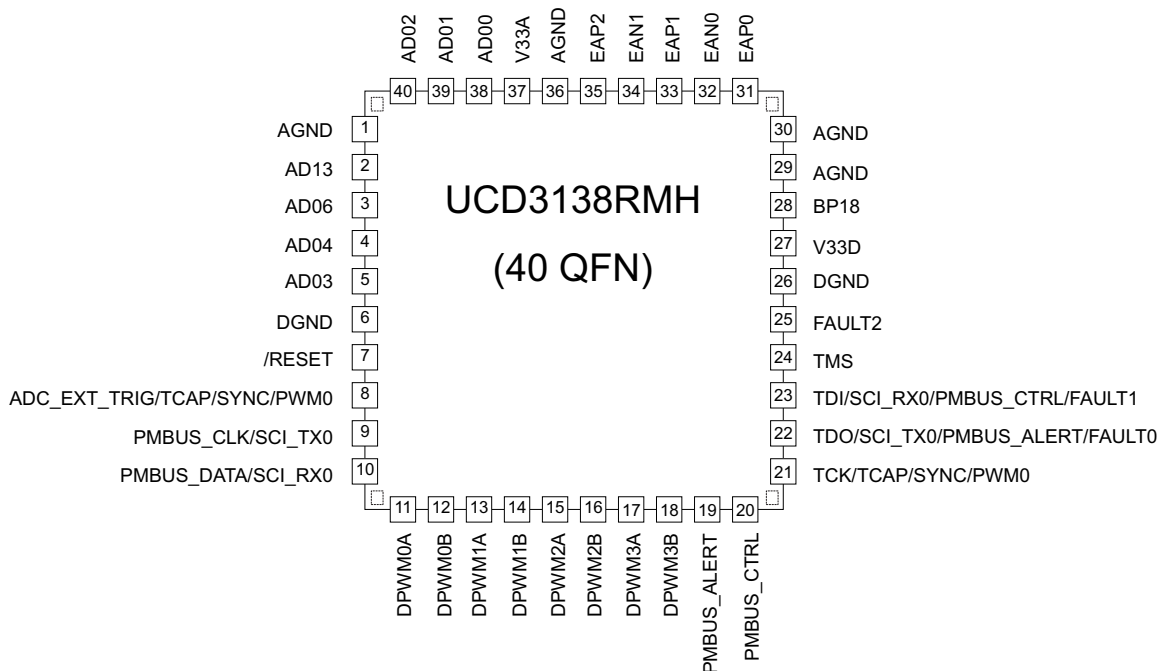 AD02
AD01
AD00
V33A
AGND
EAP2
EAN1
EAP1
EAN0
EAP0
40
39
38
37
36
35
34
33
32
31
AGND
1
30
AGND
AD13
2
29
AGND
AD06
3
28
BP18
AD04
4
27
V33D
AD03
5
26
DGND
DGND
6
25
FAULT2
/RESET
7
24
TMS
ADC_EXT_TRIG/TCAP/SYNC/PWM0
8
23
TDI/SCI_RX0/PMBUS_CTRL/FAULT1
PMBUS_CLK/SCI_TX0
9
22
TDO/SCI_TX0/PMBUS_ALERT/FAULT0
PMBUS_DATA/SCI_RX0
10
21
TCK/TCAP/SYNC/PWM0
UCD3138RMH
(40 QFN)
11
12
13
14
15
16
17
18
19
20
DPWM0A
DPWM0B
DPWM1A
DPWM1B
DPWM2A
DPWM2B
DPWM3A
DPWM3B
PMBUS_ALERT
PMBUS_CTRL